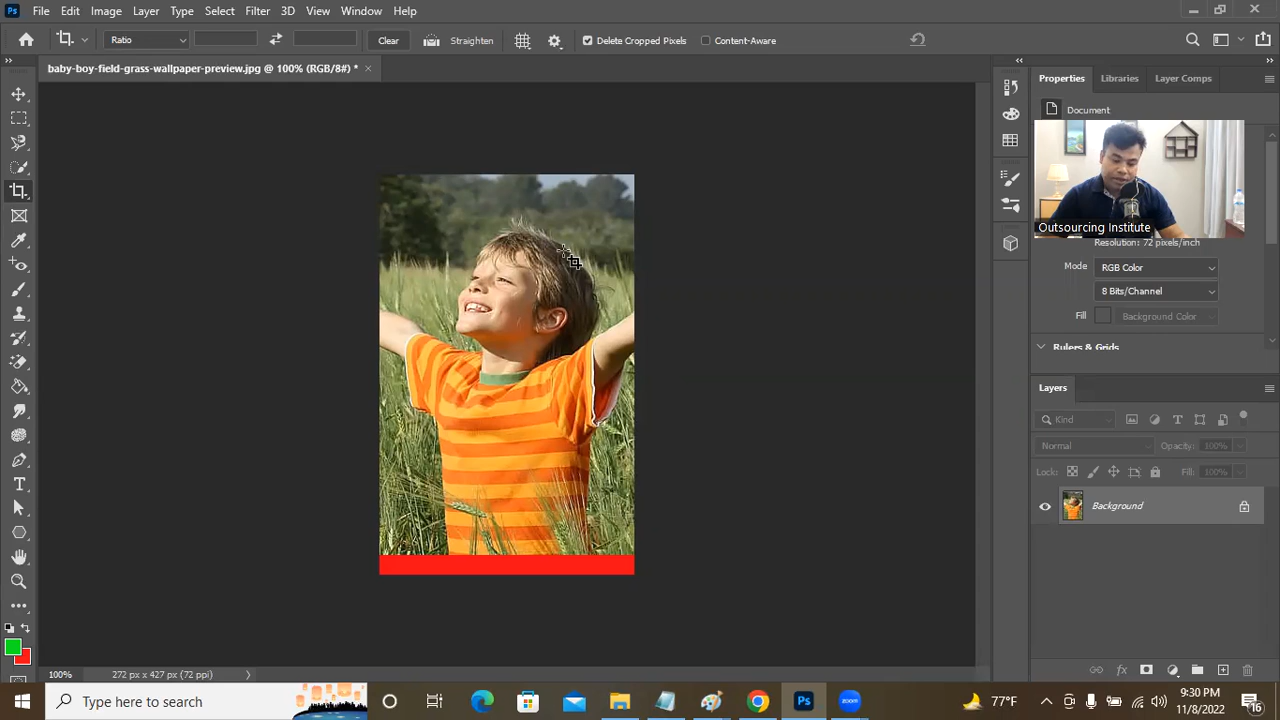 Ps File Edit Image Layer Type Select Filter 3D View Window Help
Ratio Clear Straighten Delete Cropped Pixels Content-Aware
baby-boy-field-grass-wallpaper-preview.jpg @ 100% (RGB/8#) *
Properties Libraries Layer Comps
Document
Outsourcing Institute
Resolution: 72 pixels/inch
Mode RGB Color
8 Bits/Channel
Fill Background Color
Rulers & Grids
Layers
Kind
Normal Opacity: 100%
Lock: Fill: 100%
Background
100% 272 px x 427 px (72 ppi)
Type here to search
Ps
zoom
77°F
9:30 PM
11/8/2022
16